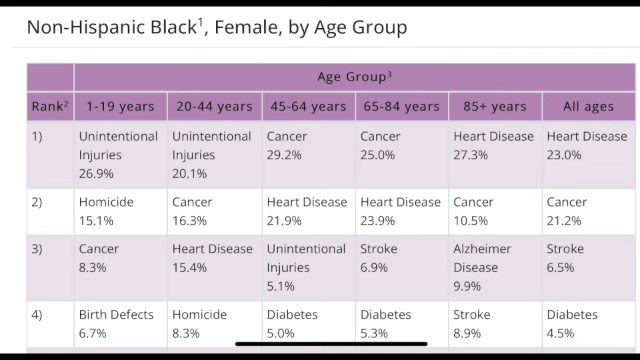 Non-Hispanic Black1, Female, by Age Group
Age Group3
Rank2 1-19 years 20-44 years 45-64 years 65-84 years 85+ years All ages
1) Unintentional Unintentional Cancer Cancer Heart Disease Heart Disease
Injuries Injuries 29.2% 25.0% 27.3% 23.0%
26.9% 20.1%
2) Homicide Cancer Heart Disease Heart Disease Cancer Cancer
15.1% 16.3% 21.9% 23.9% 10.5% 21.2%
3) Cancer Heart Disease Unintentional Stroke Alzheimer Stroke
8.3% 15.4% Injuries 6.9% Disease 6.5%
5.1% 9.9%
4) Birth Defects Homicide Diabetes Diabetes Stroke Diabetes
6.7% 8.3% 5.0% 5.3% 8.9% 4.5%